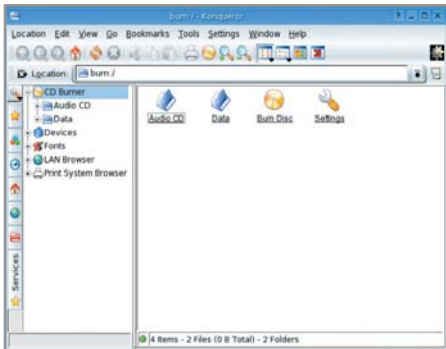 burn:/ - Konqueror
Location Edit View Go Bookmarks Tools Settings Window Help
Location: burn:/
CD Burner
Audio CD
Data
Devices
Fonts
LAN Browser
Print System Browser
Services
Audio CD Data Burn Disc Settings
4 Items - 2 Files (0 B Total) - 2 Folders